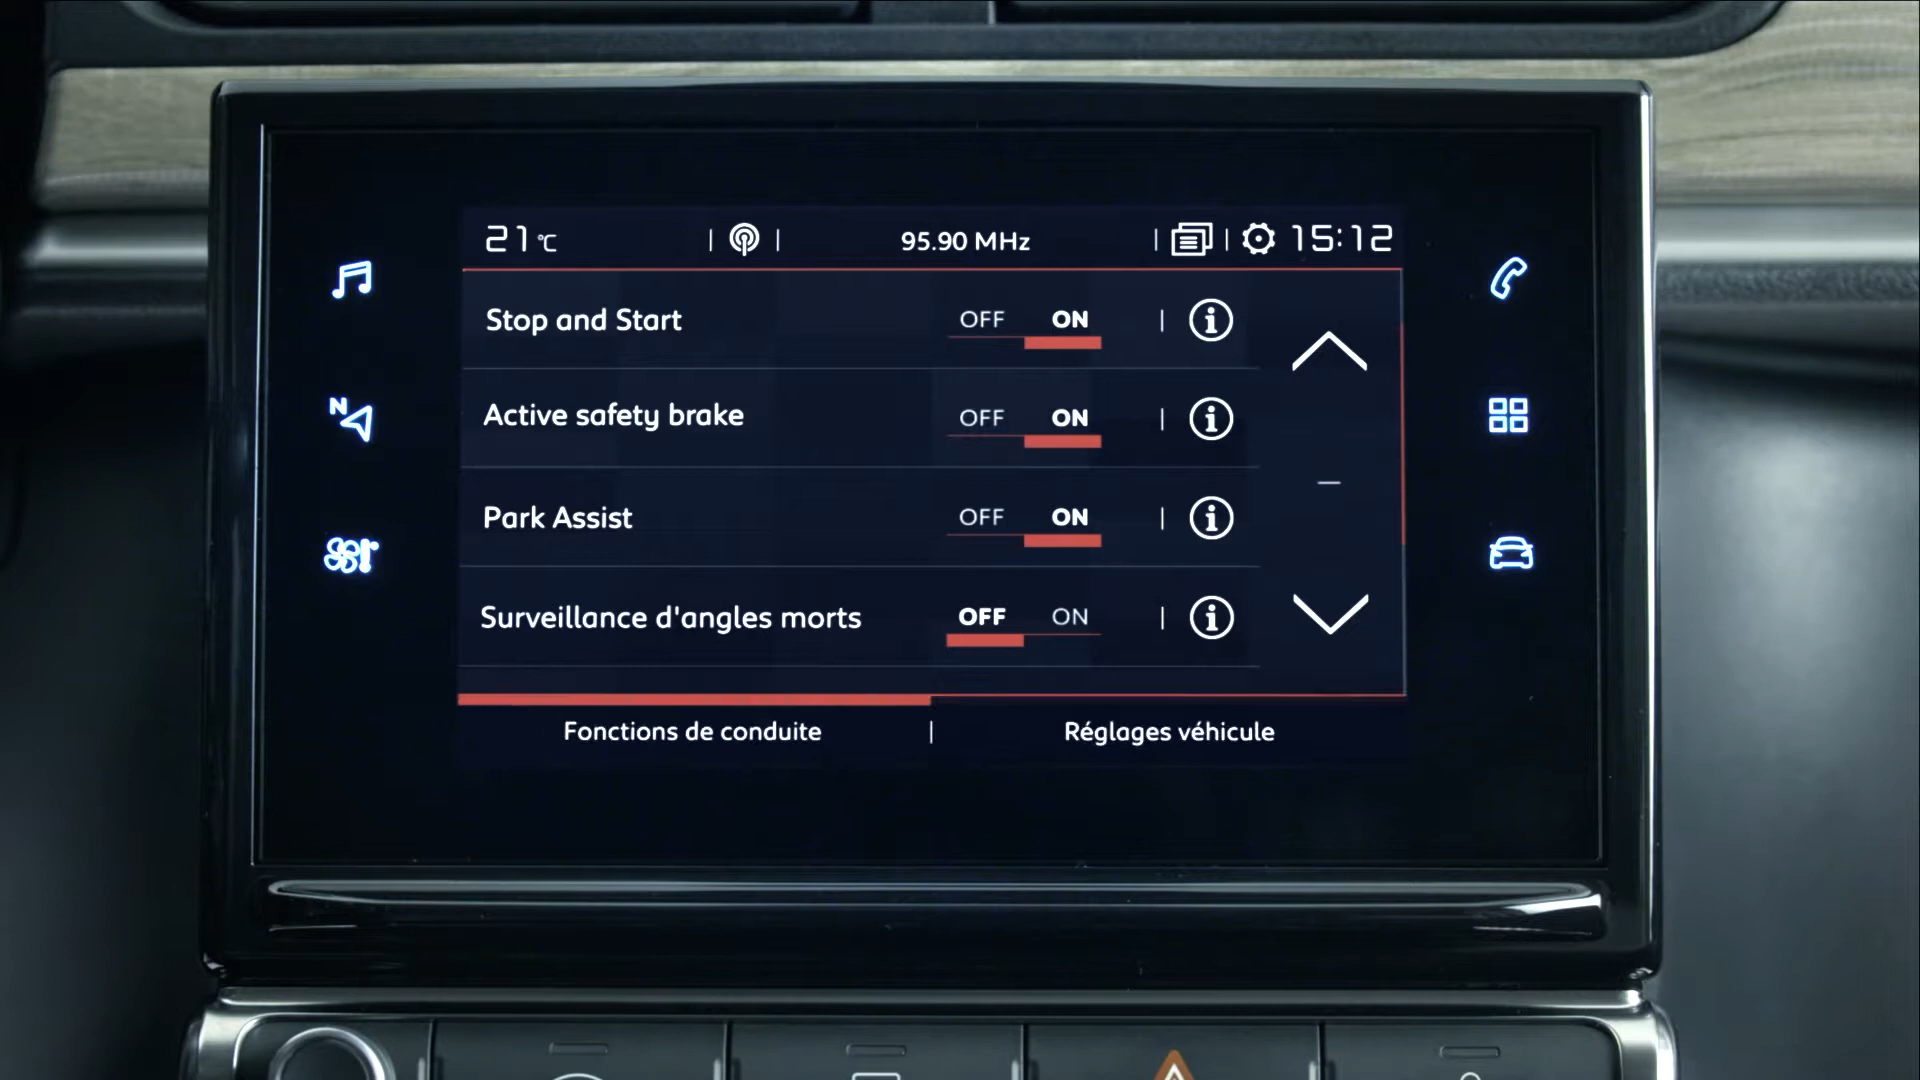 21 °C | | 95.90 MHz | | 15:12
Stop and Start OFF ON | i
N
Active safety brake OFF ON | i
Park Assist OFF ON | i
Surveillance d'angles morts OFF ON | i
Fonctions de conduite | Réglages véhicule